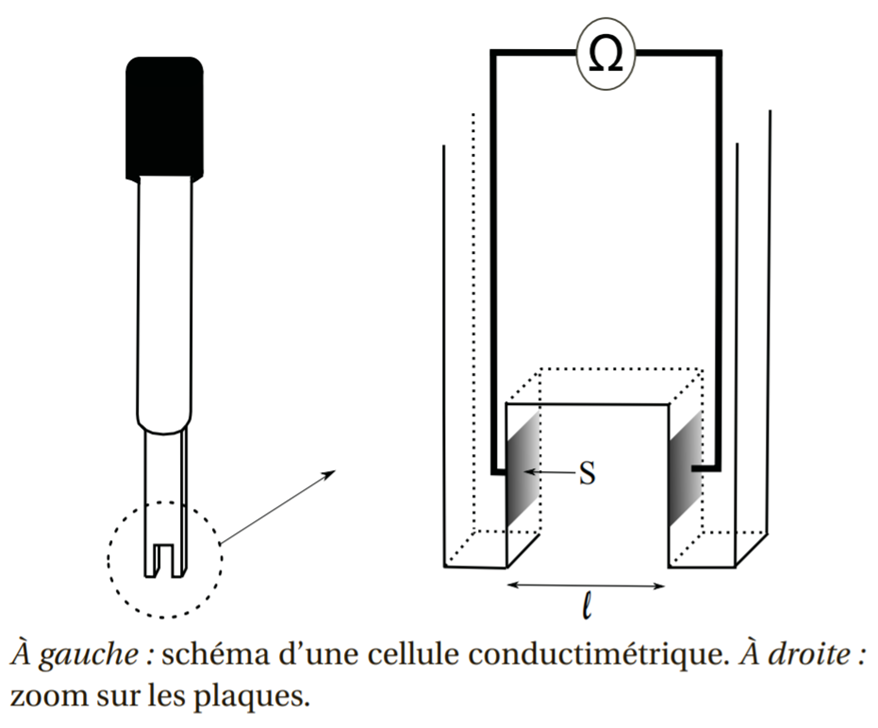 Ω
S
ℓ
À gauche : schéma d’une cellule conductimétrique. À droite :
zoom sur les plaques.